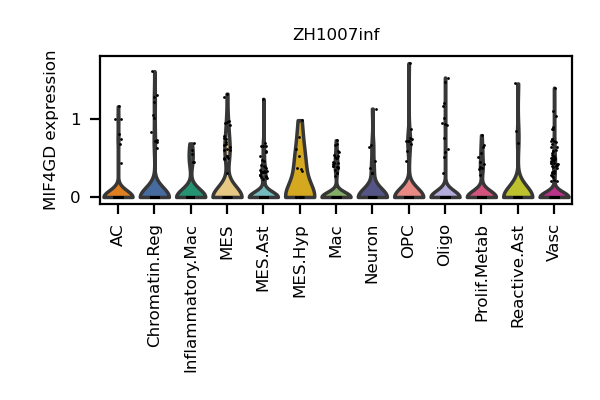 ZH1007inf
MIF4GD expression
1
0
AC
Chromatin.Reg
Inflammatory.Mac
MES
MES.Ast
MES.Hyp
Mac
Neuron
OPC
Oligo
Prolif.Metab
Reactive.Ast
Vasc